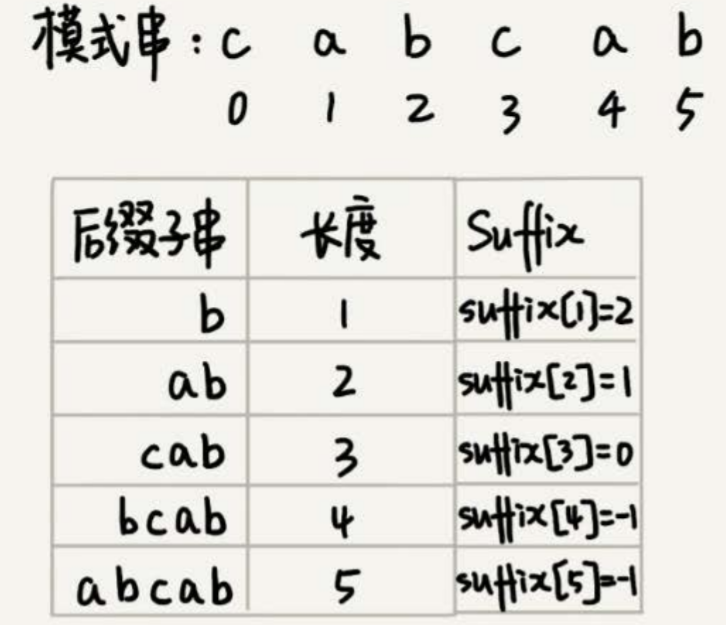 模式串：c a b c a b
0 1 2 3 4 5
后缀子串 长度 Suffix
b 1 suffix[1]=2
ab 2 suffix[2]=1
cab 3 suffix[3]=0
bcab 4 suffix[4]=-1
abcab 5 suffix[5]=-1